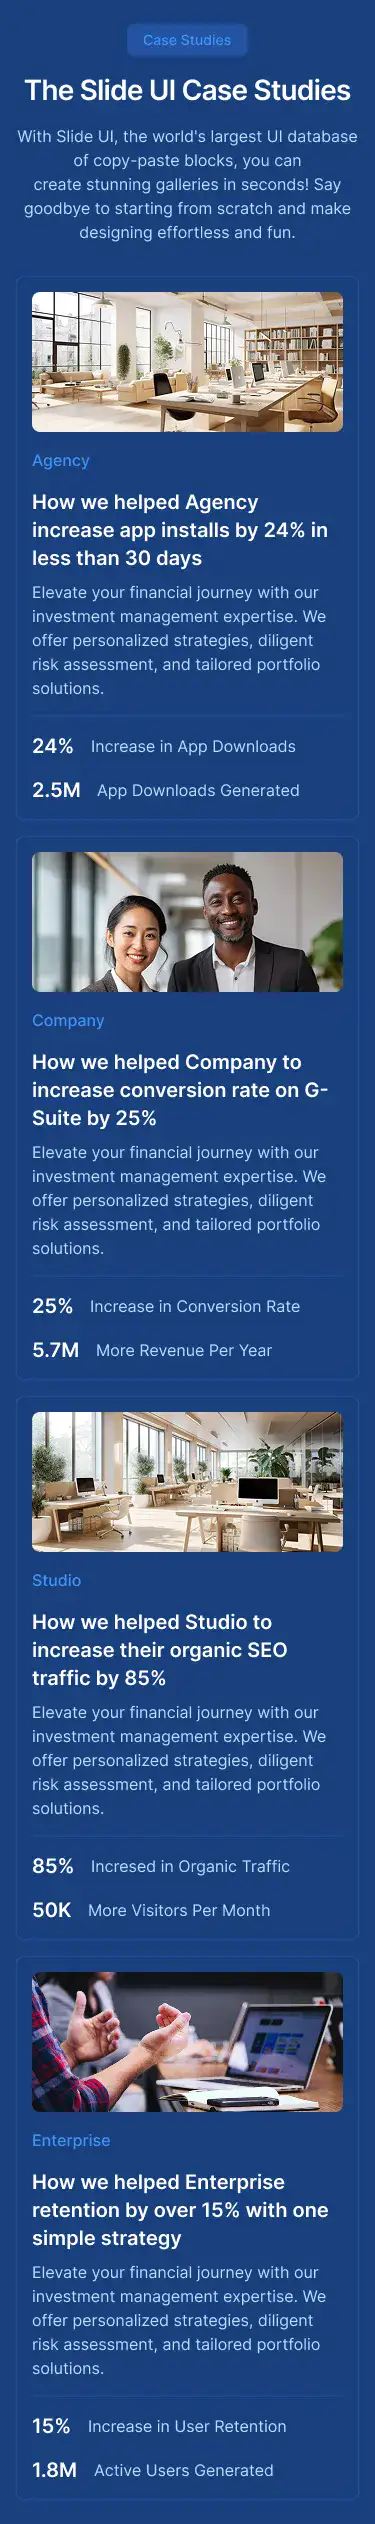 Case Studies
The Slide UI Case Studies
With Slide UI, the world's largest UI database
of copy-paste blocks, you can
create stunning galleries in seconds! Say
goodbye to starting from scratch and make
designing effortless and fun.
Agency
How we helped Agency
increase app installs by 24% in
less than 30 days
Elevate your financial journey with our
investment management expertise. We
offer personalized strategies, diligent
risk assessment, and tailored portfolio
solutions.
24% Increase in App Downloads
2.5M App Downloads Generated
Company
How we helped Company to
increase conversion rate on G-
Suite by 25%
Elevate your financial journey with our
investment management expertise. We
offer personalized strategies, diligent
risk assessment, and tailored portfolio
solutions.
25% Increase in Conversion Rate
5.7M More Revenue Per Year
Studio
How we helped Studio to
increase their organic SEO
traffic by 85%
Elevate your financial journey with our
investment management expertise. We
offer personalized strategies, diligent
risk assessment, and tailored portfolio
solutions.
85% Incresed in Organic Traffic
50K More Visitors Per Month
Enterprise
How we helped Enterprise
retention by over 15% with one
simple strategy
Elevate your financial journey with our
investment management expertise. We
offer personalized strategies, diligent
risk assessment, and tailored portfolio
solutions.
15% Increase in User Retention
1.8M Active Users Generated